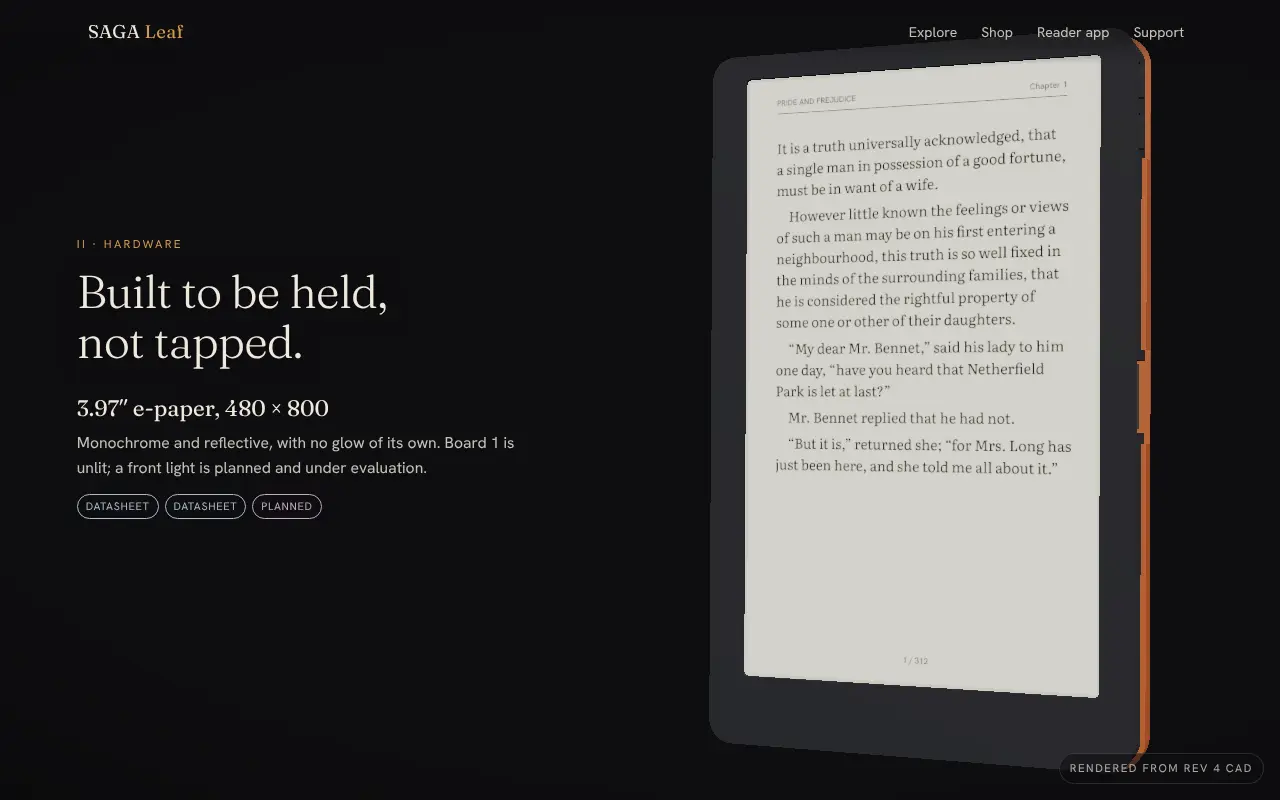 SAGA Leaf
Explore Shop Reader app Support
PRIDE AND PREJUDICE
Chapter 1
It is a truth universally acknowledged, that
a single man in possession of a good fortune,
must be in want of a wife.
However little known the feelings or views
of such a man may be on his first entering a
neighbourhood, this truth is so well fixed in
the minds of the surrounding families, that
he is considered the rightful property of
some one or other of their daughters.
“My dear Mr. Bennet,” said his lady to him
one day, “have you heard that Netherfield
Park is let at last?”
Mr. Bennet replied that he had not.
“But it is,” returned she; “for Mrs. Long has
just been here, and she told me all about it.”
1 / 312
II · HARDWARE
Built to be held,
not tapped.
3.97″ e-paper, 480 × 800
Monochrome and reflective, with no glow of its own. Board 1 is
unlit; a front light is planned and under evaluation.
DATASHEET DATASHEET PLANNED
RENDERED FROM REV 4 CAD